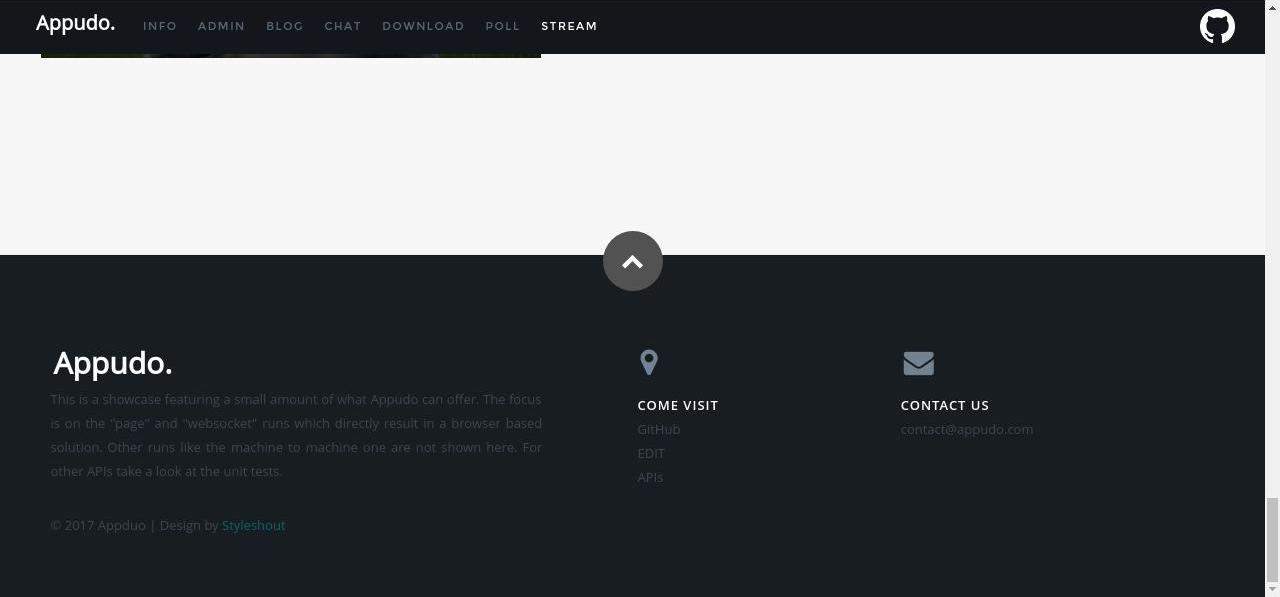 Appudo. INFO ADMIN BLOG CHAT DOWNLOAD POLL STREAM
Appudo.
This is a showcase featuring a small amount of what Appudo can offer. The focus
is on the "page" and "websocket" runs which directly result in a browser based
solution. Other runs like the machine to machine one are not shown here. For
other APIs take a look at the unit tests.
© 2017 Appduo | Design by Styleshout
COME VISIT
GitHub
EDIT
APIs
CONTACT US
contact@appudo.com